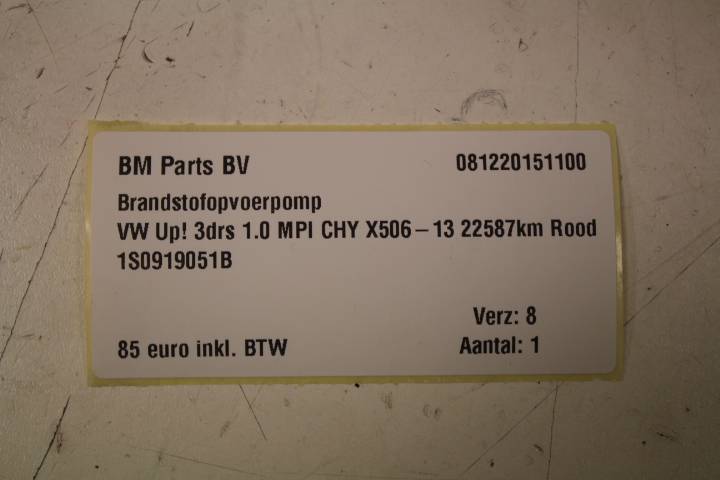 BM Parts BV 081220151100
Brandstofopvoerpomp
VW Up! 3drs 1.0 MPI CHY X506 – 13 22587km Rood
1S0919051B
Verz: 8
85 euro inkl. BTW Aantal: 1